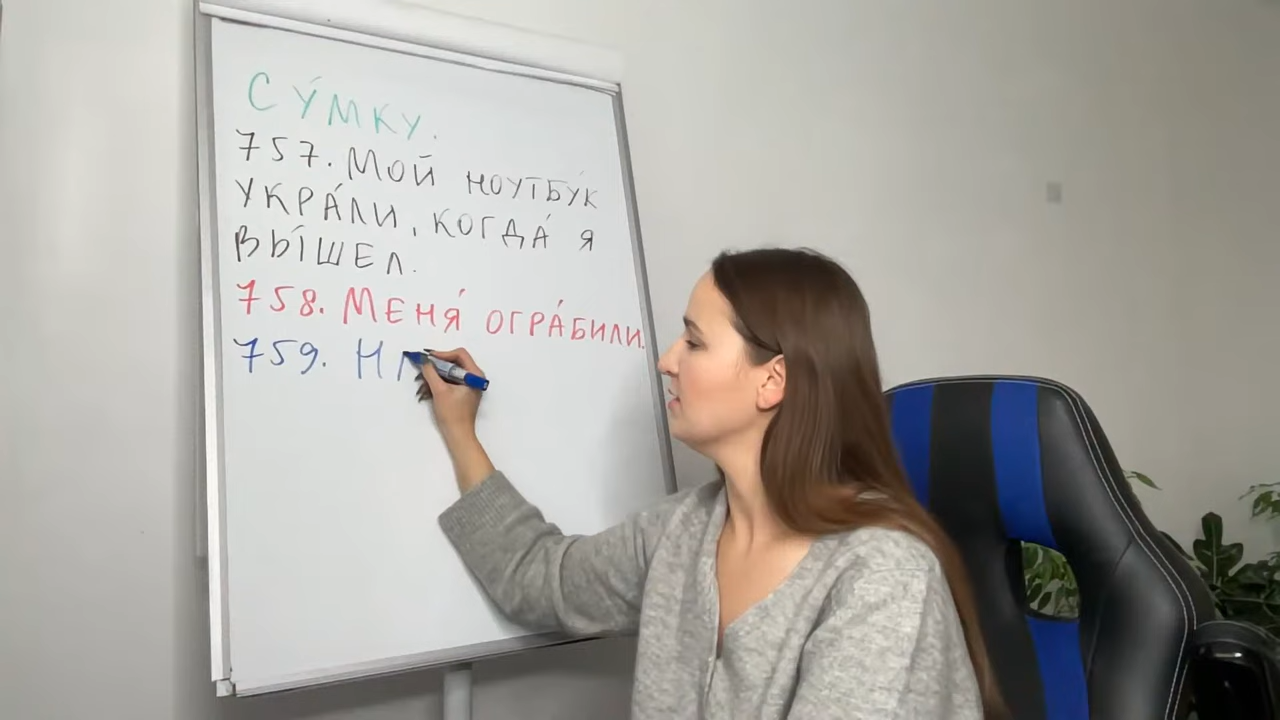 СУ́МКУ.
757. МОЙ НОУТБУ́К
УКРА́ЛИ, КОГДА́ Я
ВЫ́ШЕЛ.
758. МЕНЯ́ ОГРА́БИЛИ.
759. Н